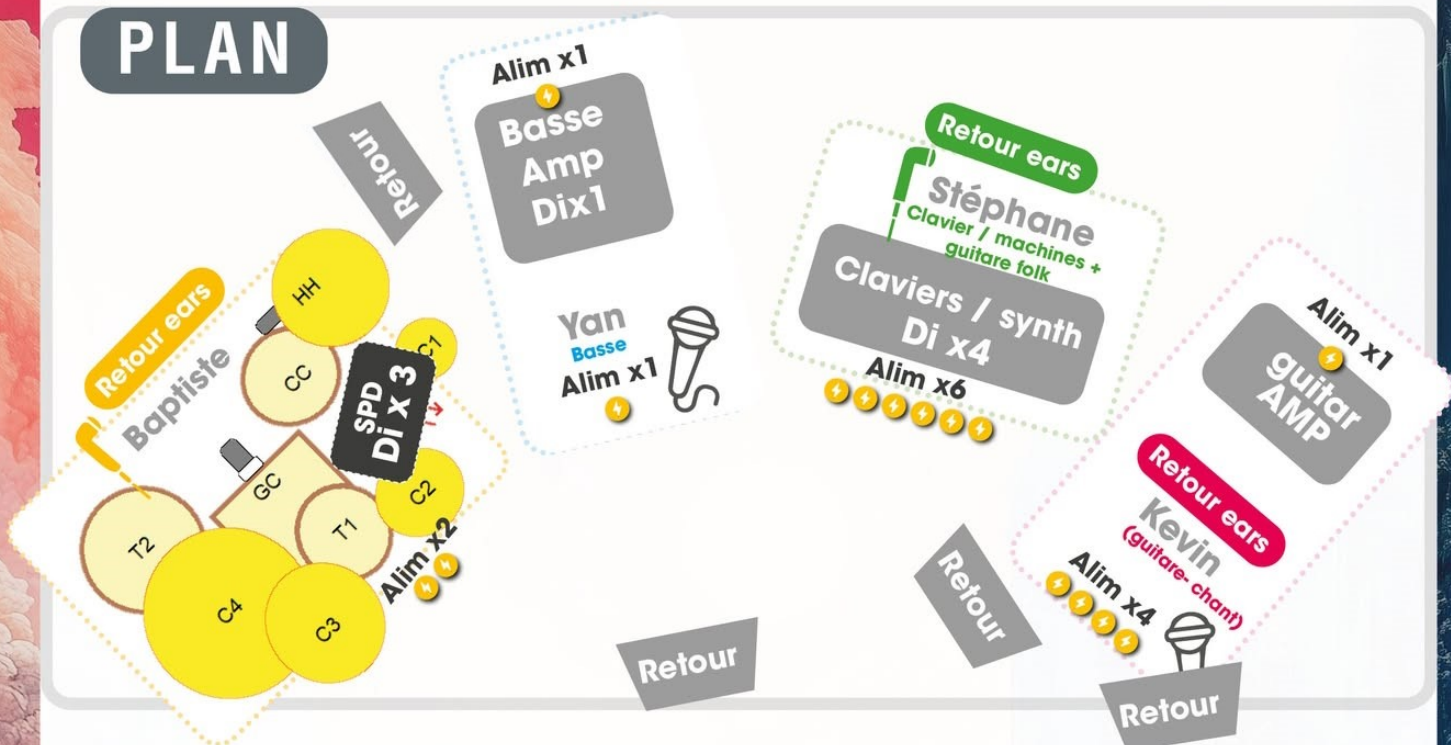 PLAN
Alim x1
Basse
Amp
Dix1
Retour
Yan
Basse
Alim x1
Retour ears
Stéphane
Clavier / machines +
guitare folk
Claviers / synth
Di x4
Alim x6
Alim x1
guitar
AMP
Retour ears
Kevin
(guitare- chant)
Alim x4
Retour ears
Baptiste
HH
CC
C1
SPD
Di x 3
GC
C2
T1
T2
C4
C3
Alim x2
Retour
Retour
Retour